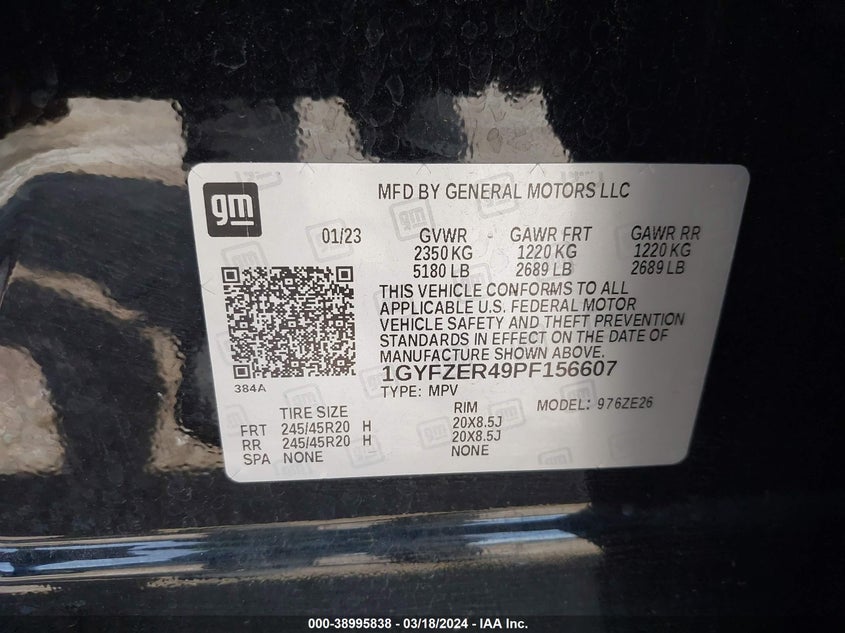 gm
MFD BY GENERAL MOTORS LLC
01/23 GVWR GAWR FRT GAWR RR
2350 KG 1220 KG 1220 KG
5180 LB 2689 LB 2689 LB
THIS VEHICLE CONFORMS TO ALL
APPLICABLE U.S. FEDERAL MOTOR
VEHICLE SAFETY AND THEFT PREVENTION
STANDARDS IN EFFECT ON THE DATE OF
MANUFACTURE SHOWN ABOVE.
384A
1GYFZER49PF156607
TYPE: MPV
TIRE SIZE RIM MODEL: 976ZE26
FRT 245/45R20 H 20X8.5J
RR 245/45R20 H 20X8.5J
SPA NONE NONE
000-38995838 - 03/18/2024 - IAA Inc.